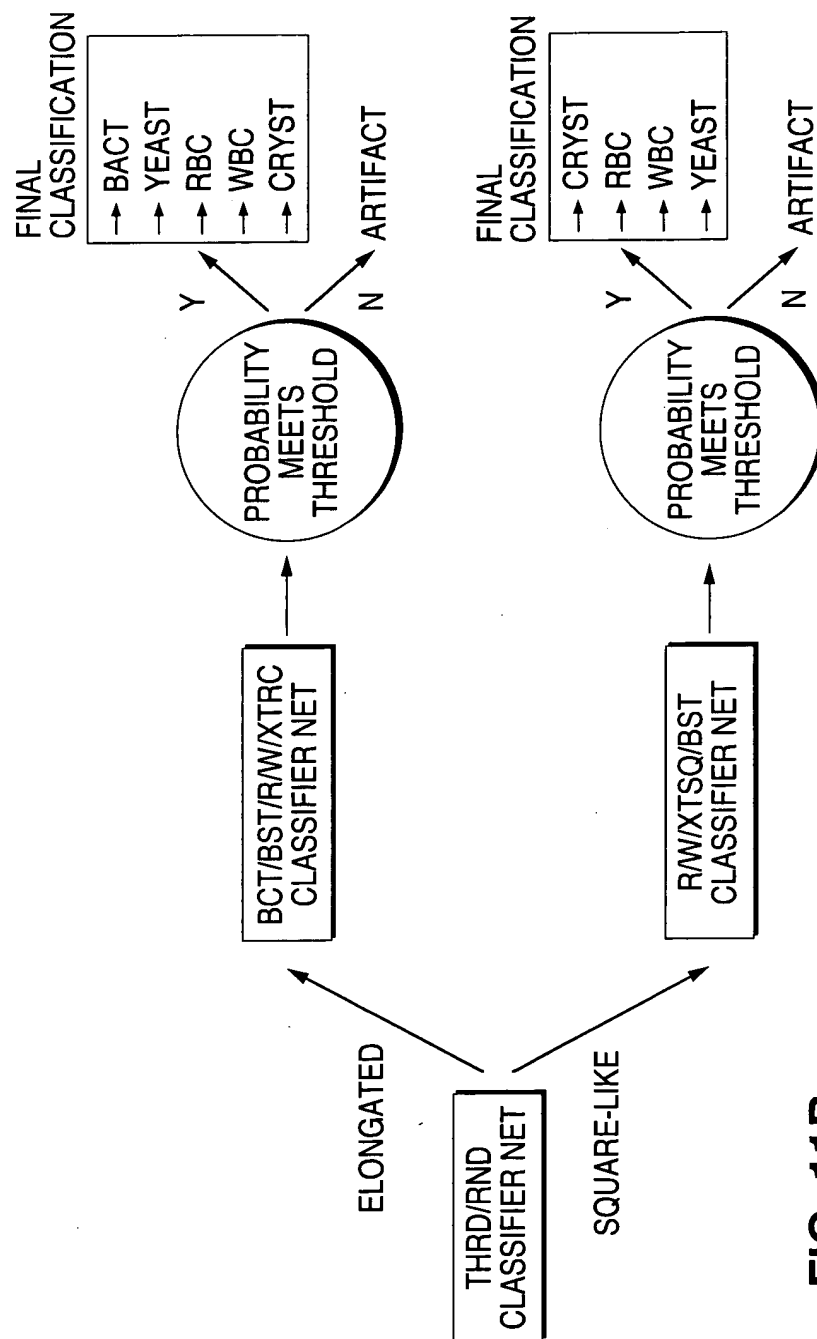 THRD/RND
CLASSIFIER NET
ELONGATED
SQUARE-LIKE
BCT/BST/R/W/XTRC
CLASSIFIER NET
PROBABILITY
MEETS
THRESHOLD
Y
N
FINAL
CLASSIFICATION
→ BACT
→ YEAST
→ RBC
→ WBC
→ CRYST
ARTIFACT
R/W/XTSQ/BST
CLASSIFIER NET
PROBABILITY
MEETS
THRESHOLD
Y
N
FINAL
CLASSIFICATION
→ CRYST
→ RBC
→ WBC
→ YEAST
ARTIFACT